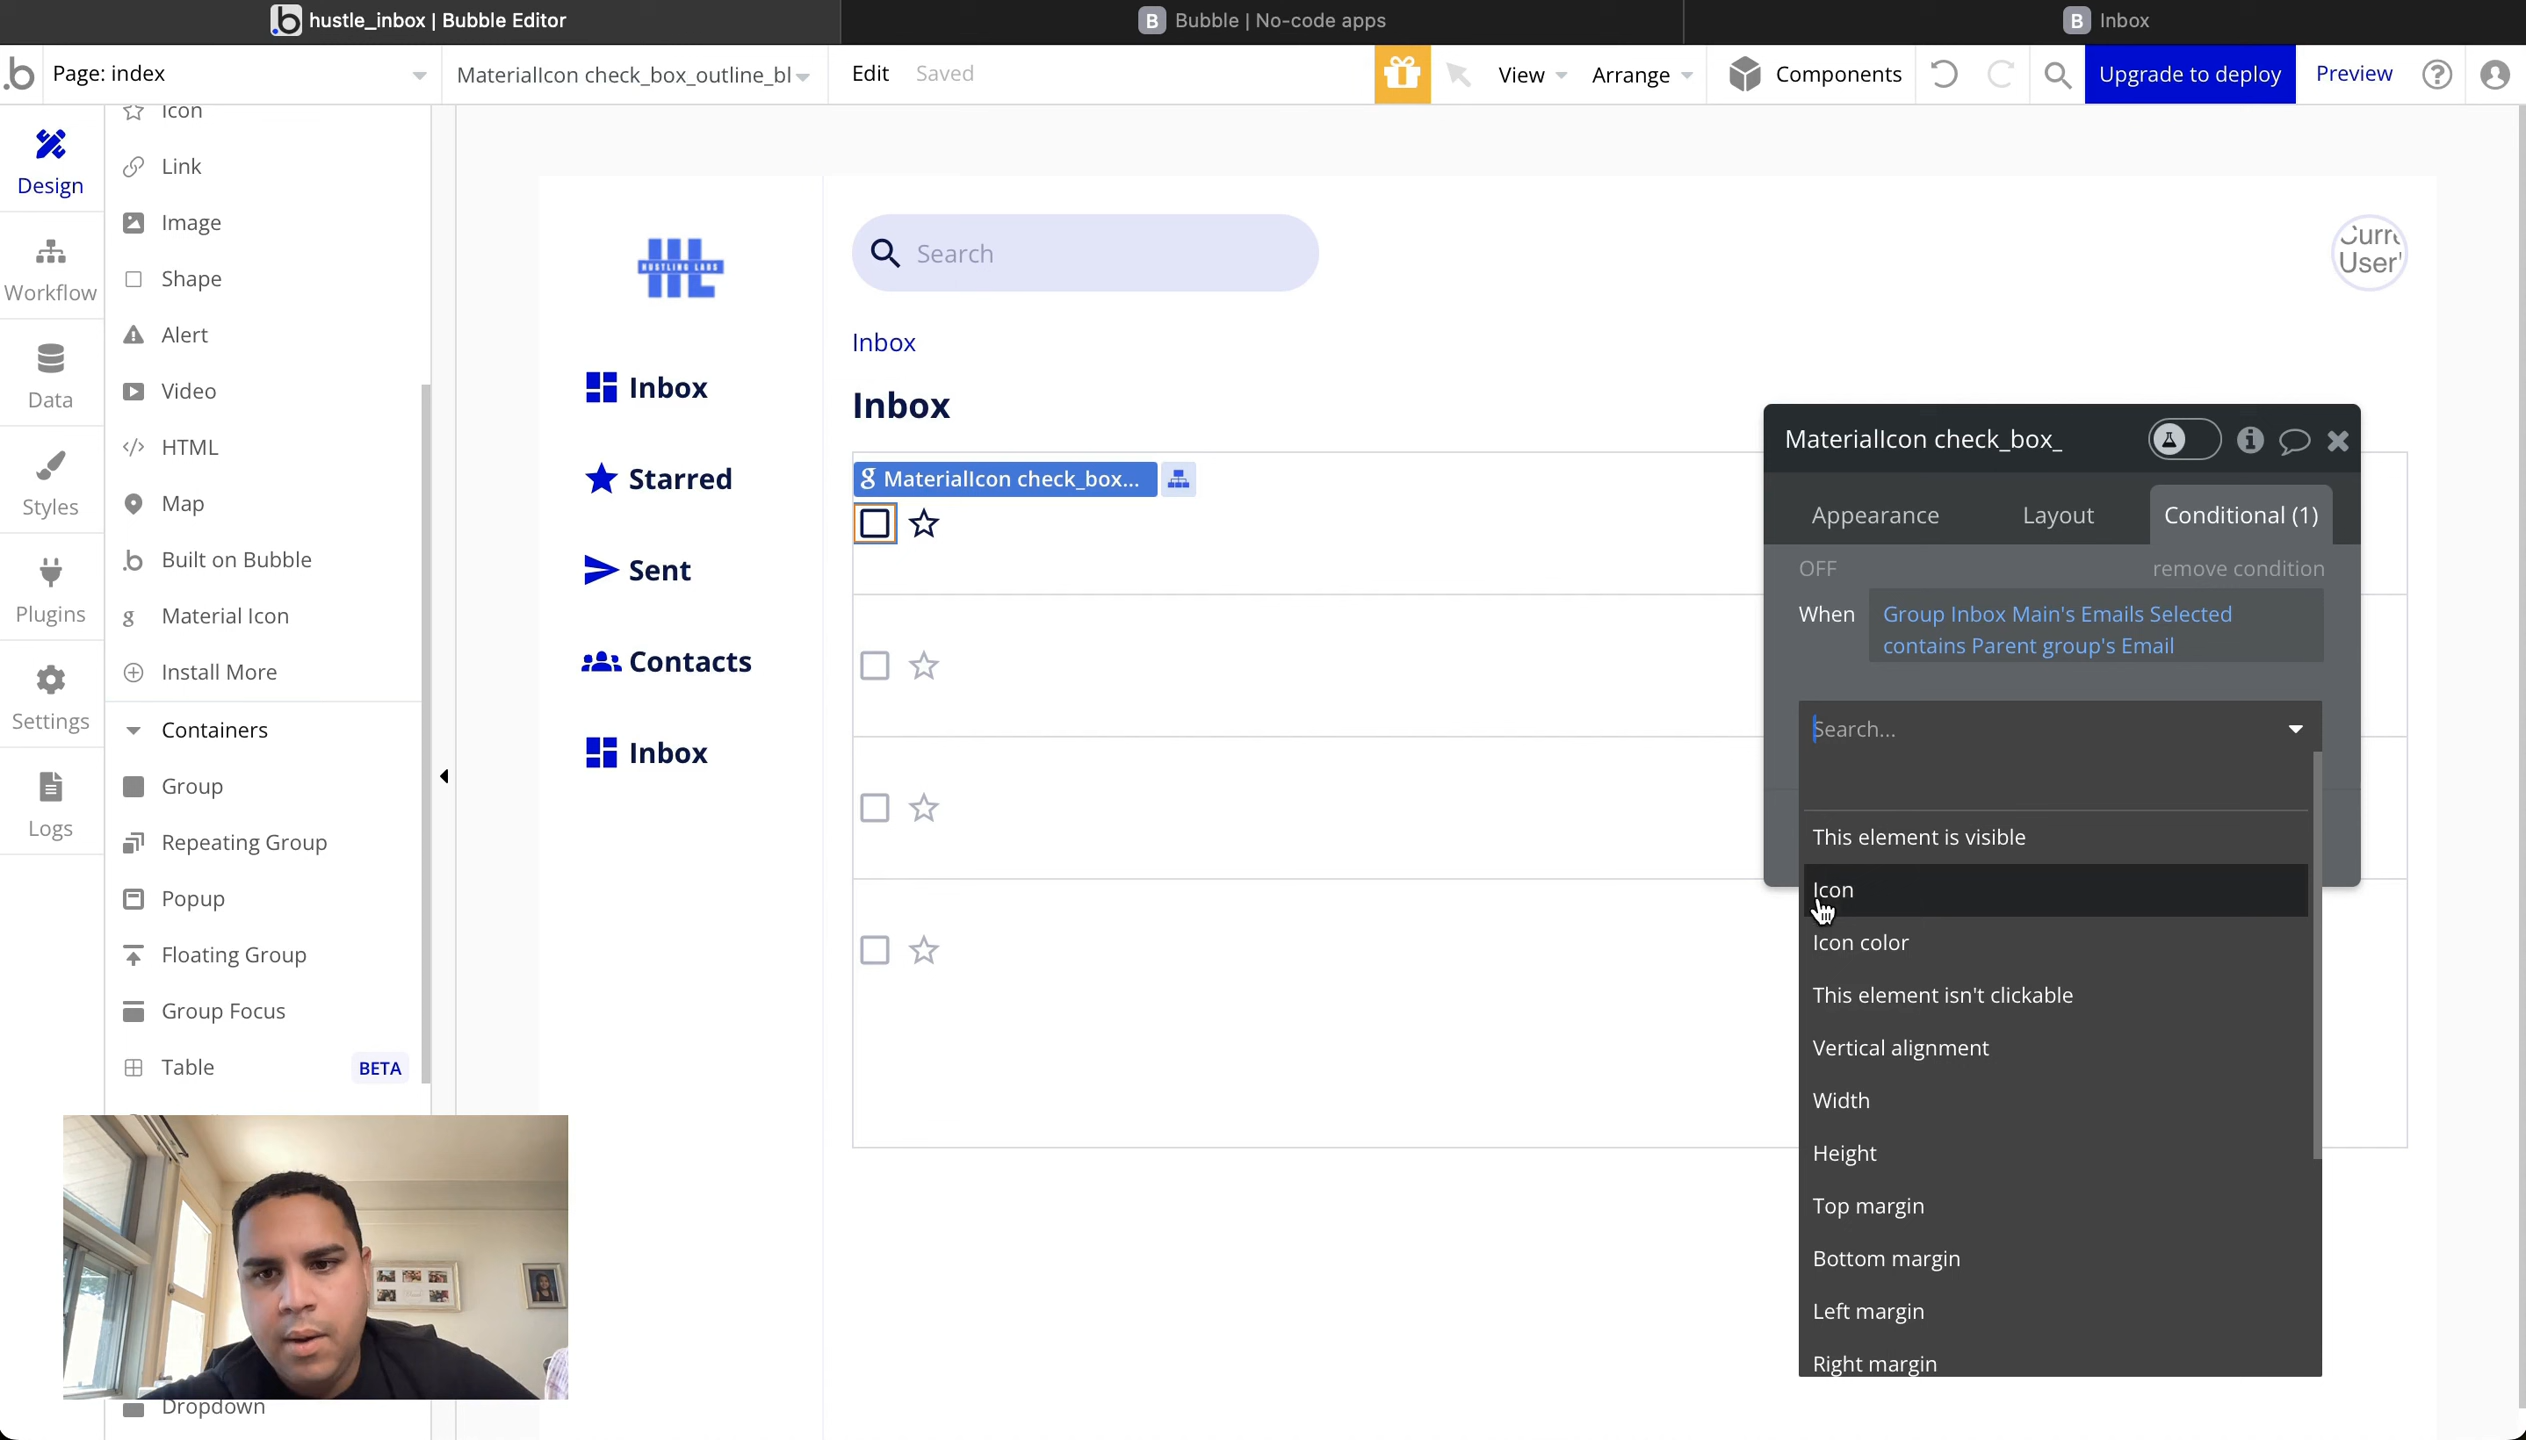 hustle_inbox | Bubble Editor
Bubble | No-code apps
Inbox
Page: index
MaterialIcon check_box_outline_bl
Edit
Saved
View
Arrange
Components
Upgrade to deploy
Preview
Design
Workflow
Data
Styles
Plugins
Settings
Logs
Icon
Link
Image
Shape
Alert
Video
HTML
Map
Built on Bubble
Material Icon
Install More
Containers
Group
Repeating Group
Popup
Floating Group
Group Focus
Table
BETA
Dropdown
HUSTLING LABS
Inbox
Starred
Sent
Contacts
Inbox
Search
Curre
User'
Inbox
Inbox
MaterialIcon check_box...
MaterialIcon check_box_
Appearance
Layout
Conditional (1)
OFF
remove condition
When
Group Inbox Main's Emails Selected
contains Parent group's Email
Search...
This element is visible
Icon
Icon color
This element isn't clickable
Vertical alignment
Width
Height
Top margin
Bottom margin
Left margin
Right margin